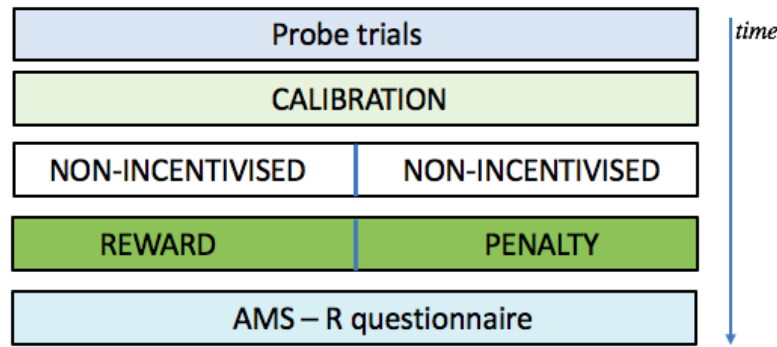 Probe trials
time
CALIBRATION
NON-INCENTIVISED NON-INCENTIVISED
REWARD PENALTY
AMS – R questionnaire